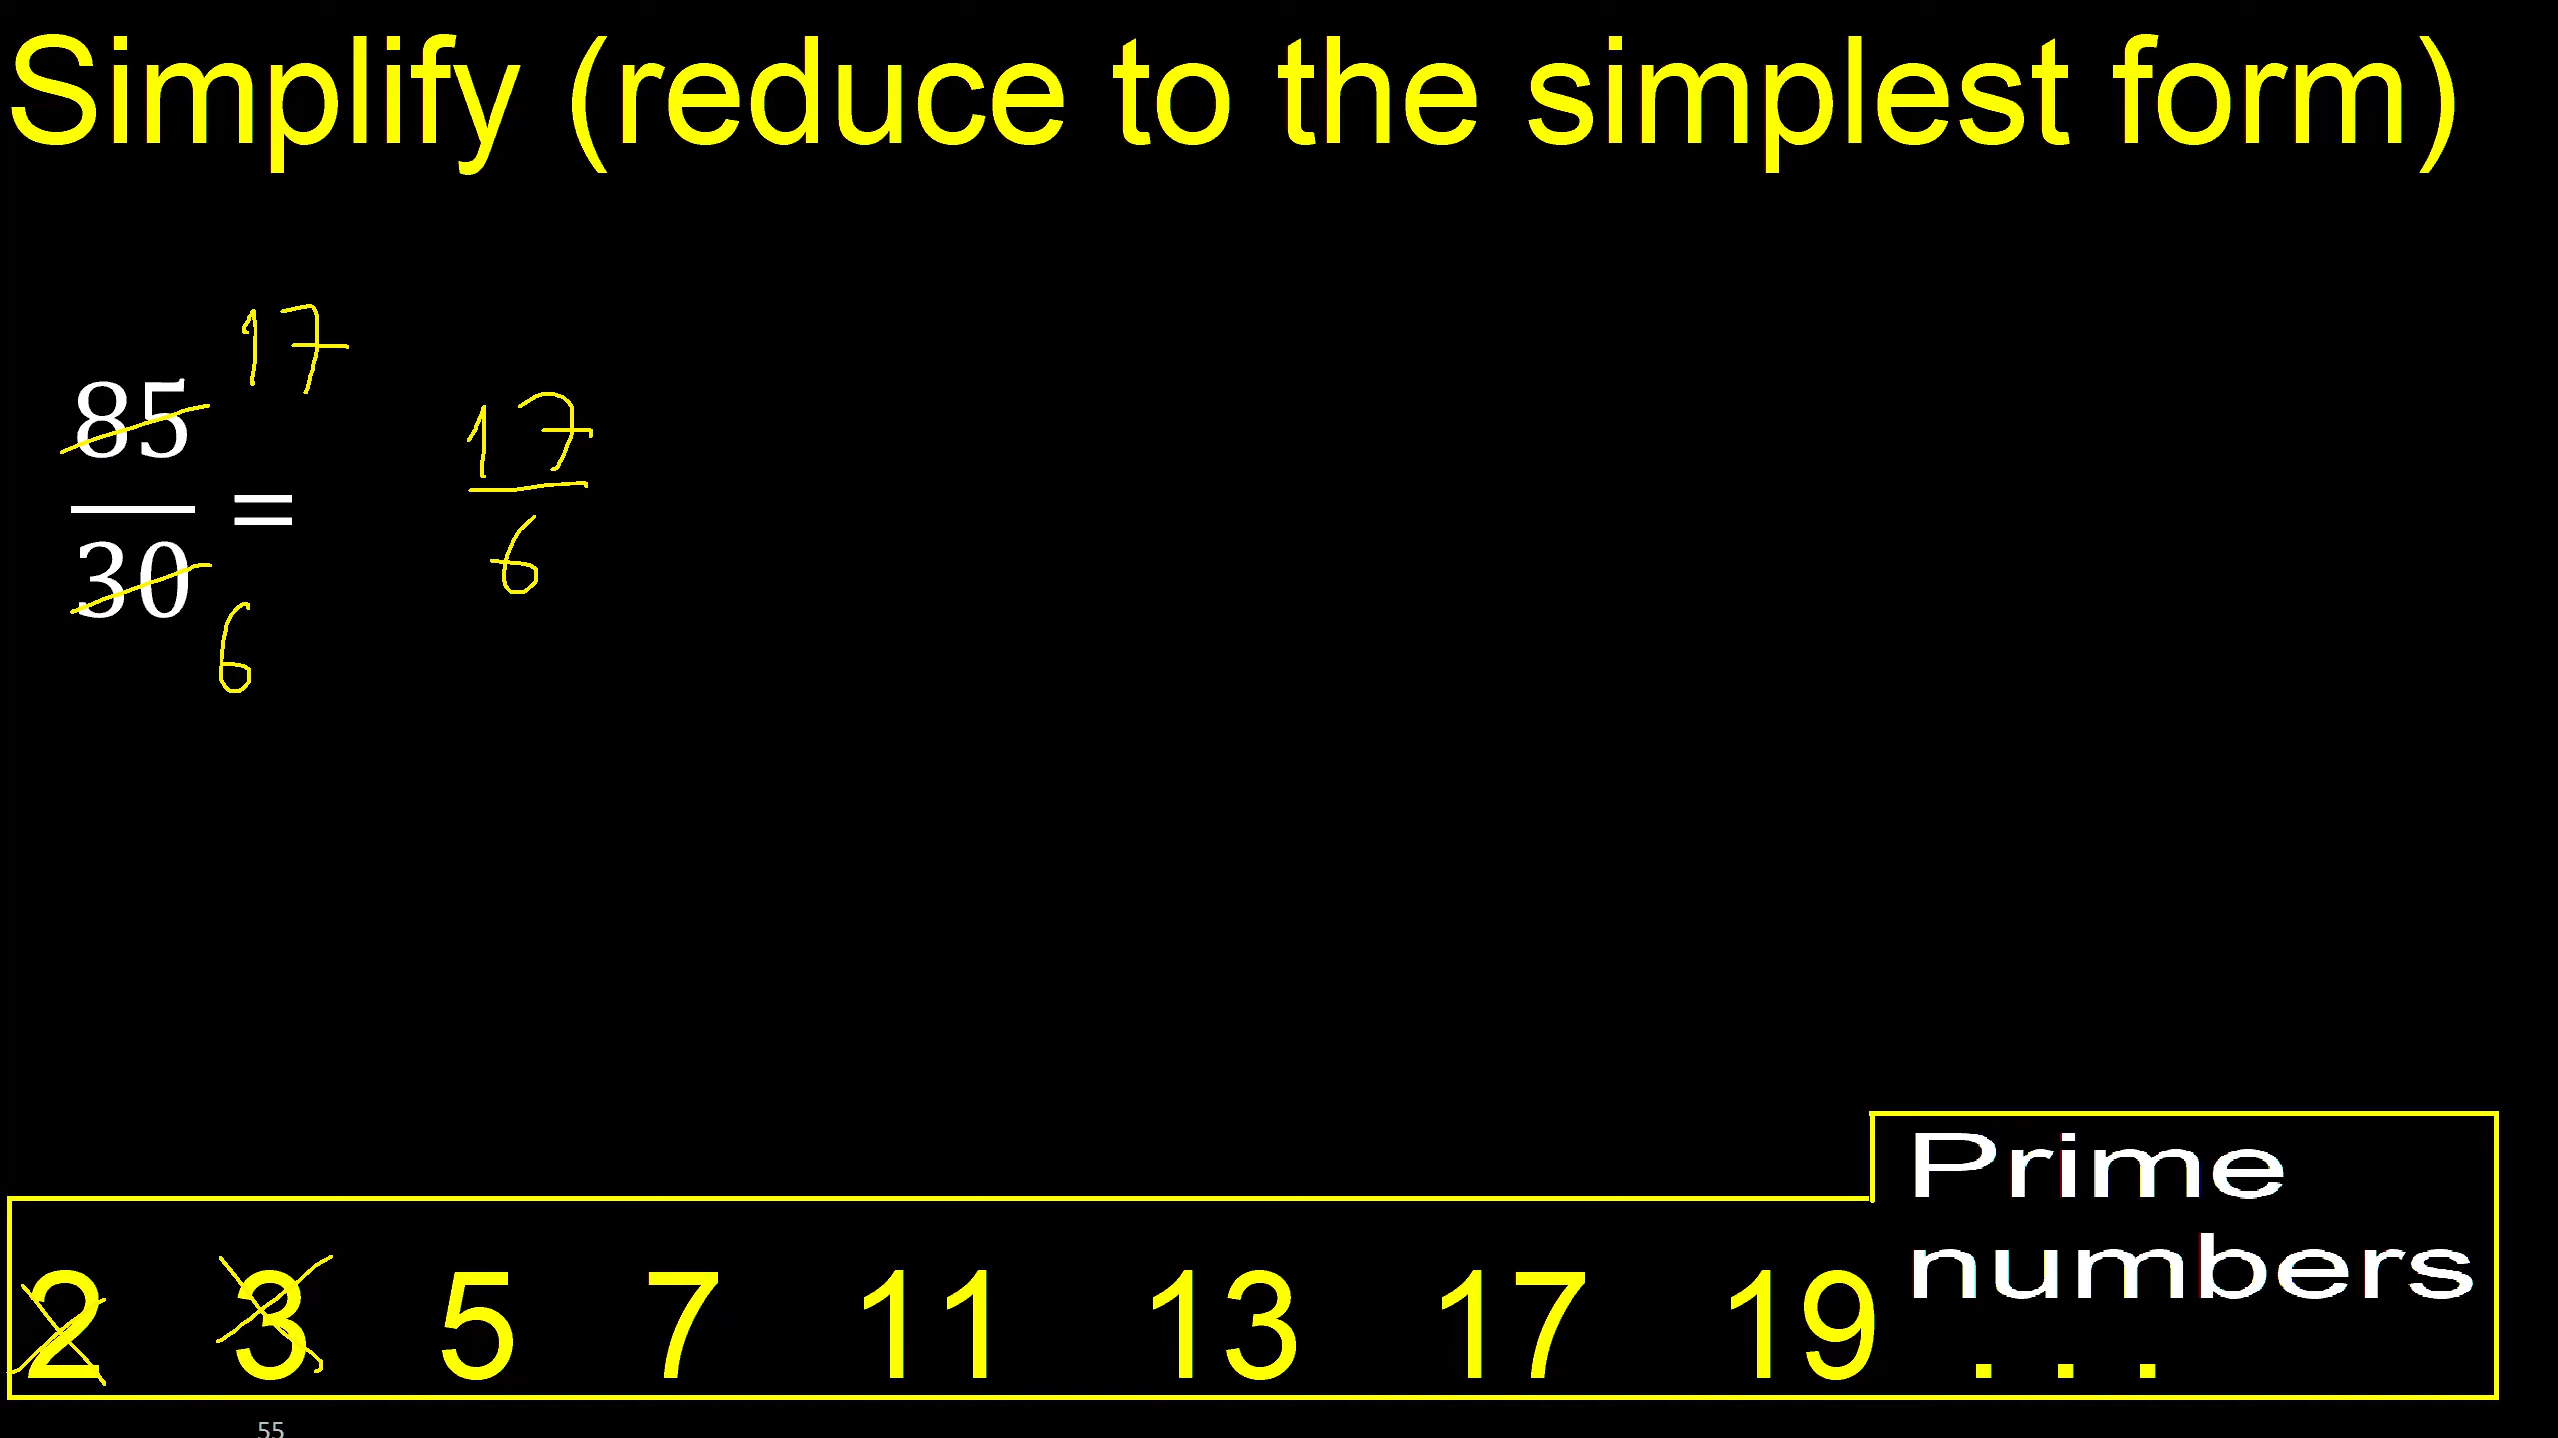 Simplify (reduce to the simplest form)
17
85
30
=
6
17
6
Prime
numbers
2 3 5 7 11 13 17 19 . . .
55